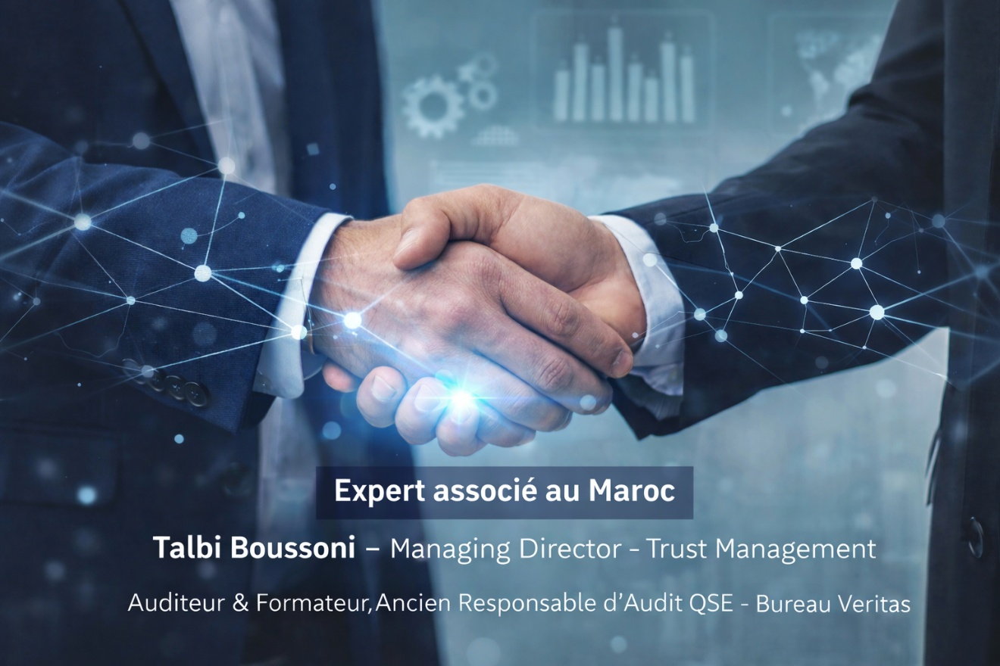 Expert associé au Maroc
Talbi Boussoni – Managing Director - Trust Management
Auditeur & Formateur, Ancien Responsable d'Audit QSE - Bureau Veritas